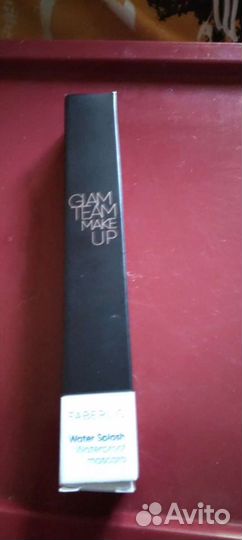 GLAM
TEAM
MAKE
UP
FABERLIC
Water Splash
Waterproof
mascara
Avito